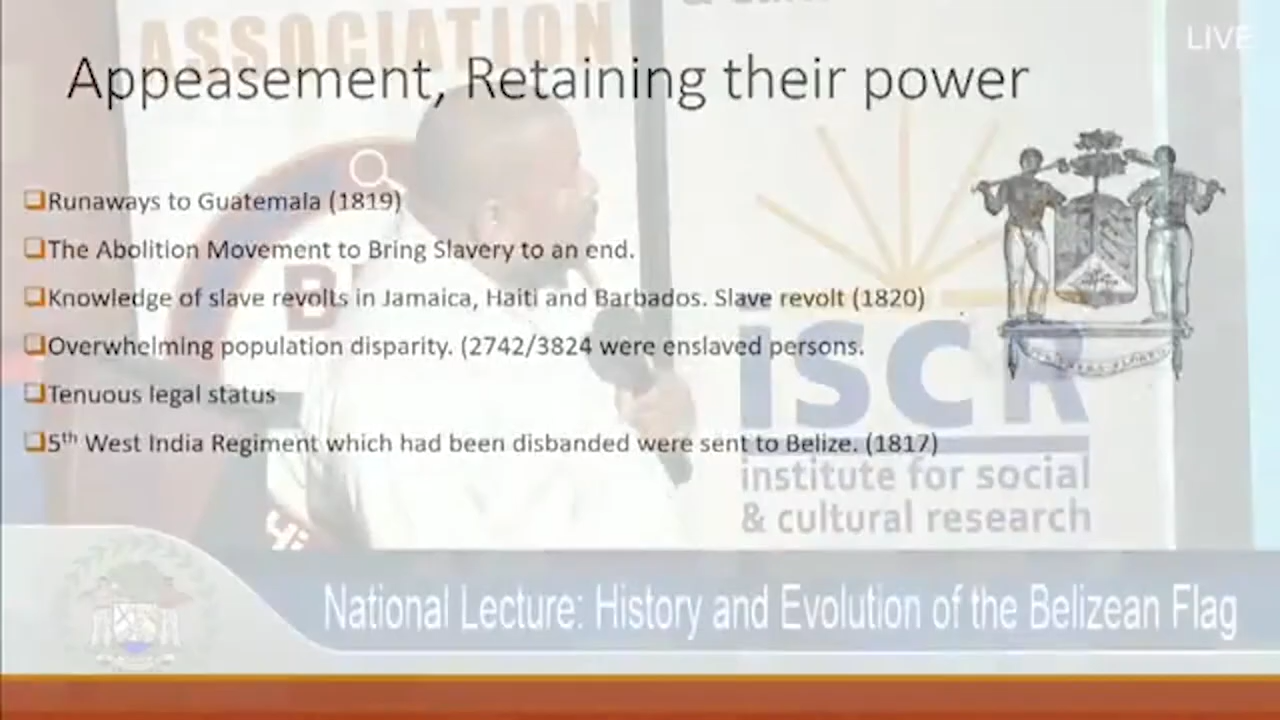 LIVE
ASSOCIATION
Appeasement, Retaining their power
❑Runaways to Guatemala (1819)
❑The Abolition Movement to Bring Slavery to an end.
❑Knowledge of slave revolts in Jamaica, Haiti and Barbados. Slave revolt (1820)
❑Overwhelming population disparity. (2742/3824 were enslaved persons.
❑Tenuous legal status
❑5th West India Regiment which had been disbanded were sent to Belize. (1817)
B
iSCR
institute for social
& cultural research
National Lecture: History and Evolution of the Belizean Flag